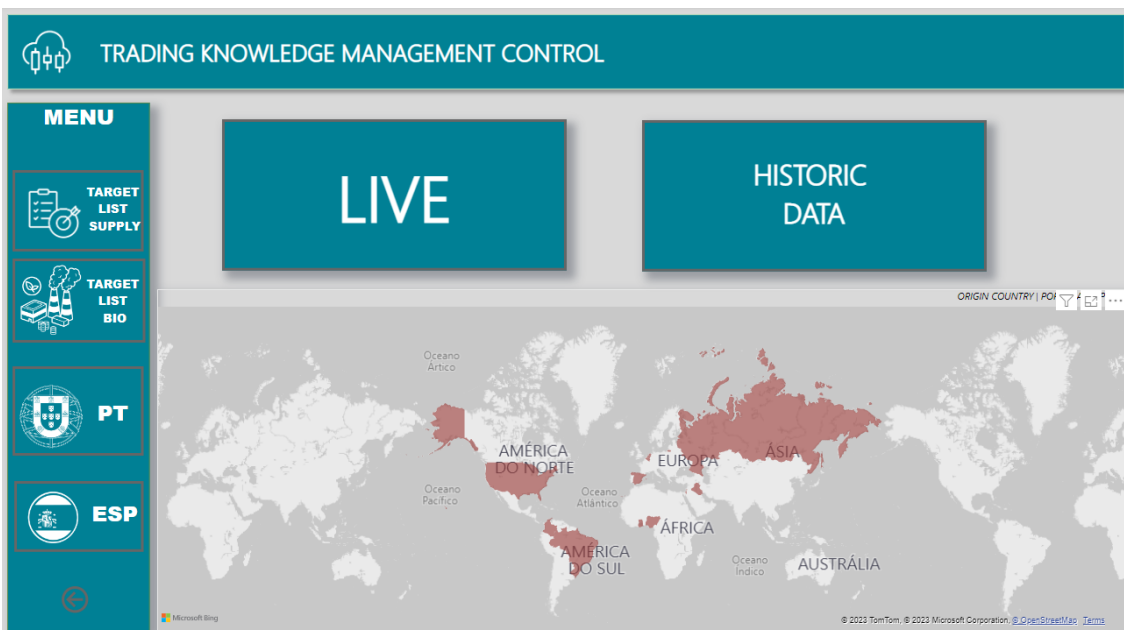 TRADING KNOWLEDGE MANAGEMENT CONTROL
MENU
TARGET
LIST
SUPPLY
TARGET
LIST
BIO
PT
ESP
LIVE
HISTORIC
DATA
ORIGIN COUNTRY |
Oceano
Ártico
AMÉRICA
DO NORTE
EUROPA
ÁSIA
Oceano
Pacífico
Oceano
Atlântico
ÁFRICA
AMÉRICA
DO SUL
Oceano
Índico
AUSTRÁLIA
Microsoft Bing
© 2023 TomTom, © 2023 Microsoft Corporation, © OpenStreetMap Terms